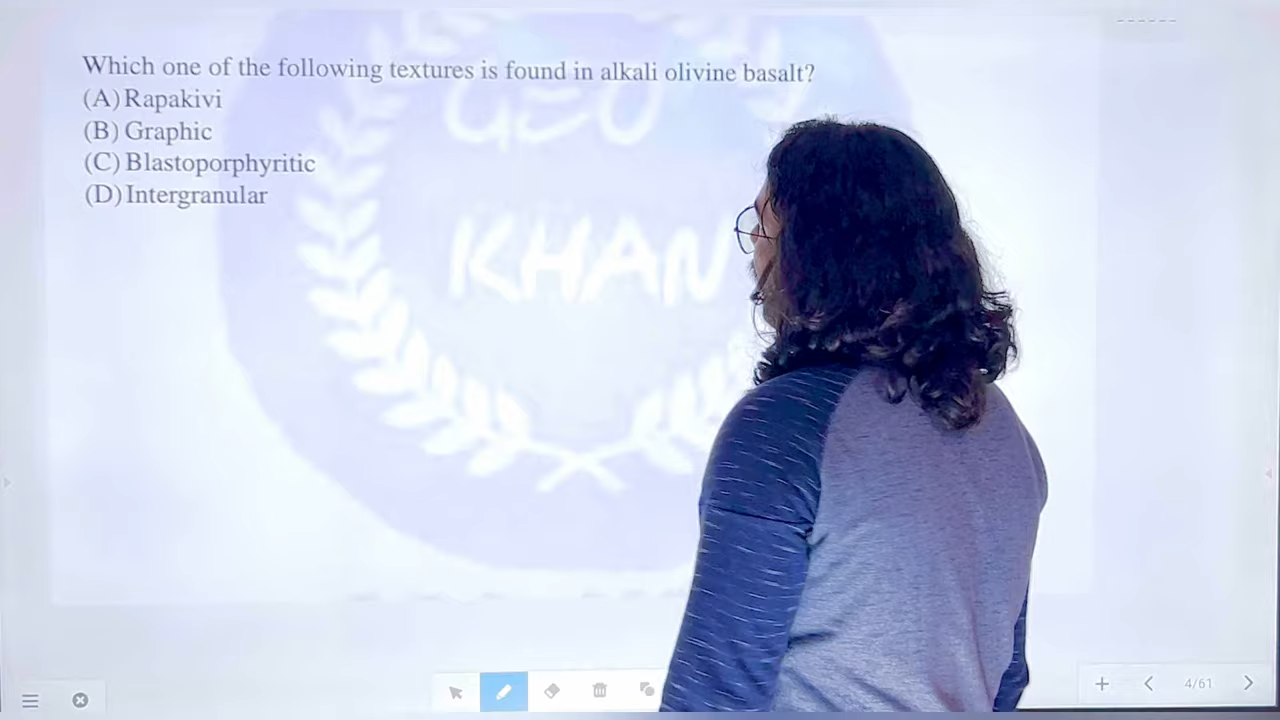 Which one of the following textures is found in alkali olivine basalt?
(A) Rapakivi
(B) Graphic
(C) Blastoporphyritic
(D) Intergranular
GEO
KHAN
4/61